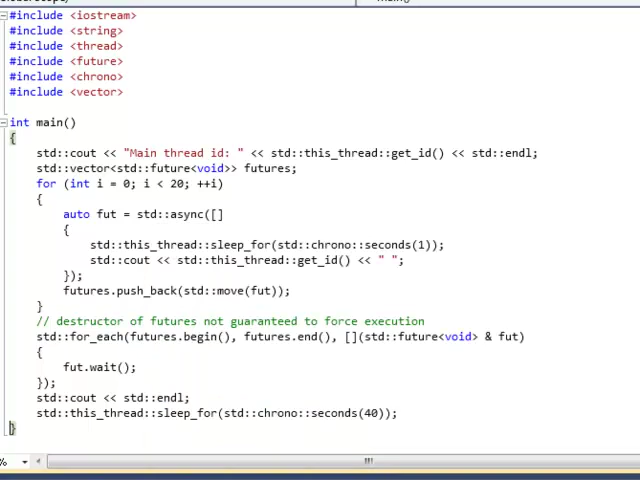 #include <iostream>
#include <string>
#include <thread>
#include <future>
#include <chrono>
#include <vector>
int main()
{
std::cout << "Main thread id: " << std::this_thread::get_id() << std::endl;
std::vector<std::future<void>> futures;
for (int i = 0; i < 20; ++i)
{
auto fut = std::async([]
{
std::this_thread::sleep_for(std::chrono::seconds(1));
std::cout << std::this_thread::get_id() << " ";
});
futures.push_back(std::move(fut));
}
// destructor of futures not guaranteed to force execution
std::for_each(futures.begin(), futures.end(), [](std::future<void> & fut)
{
fut.wait();
});
std::cout << std::endl;
std::this_thread::sleep_for(std::chrono::seconds(40));
}
%